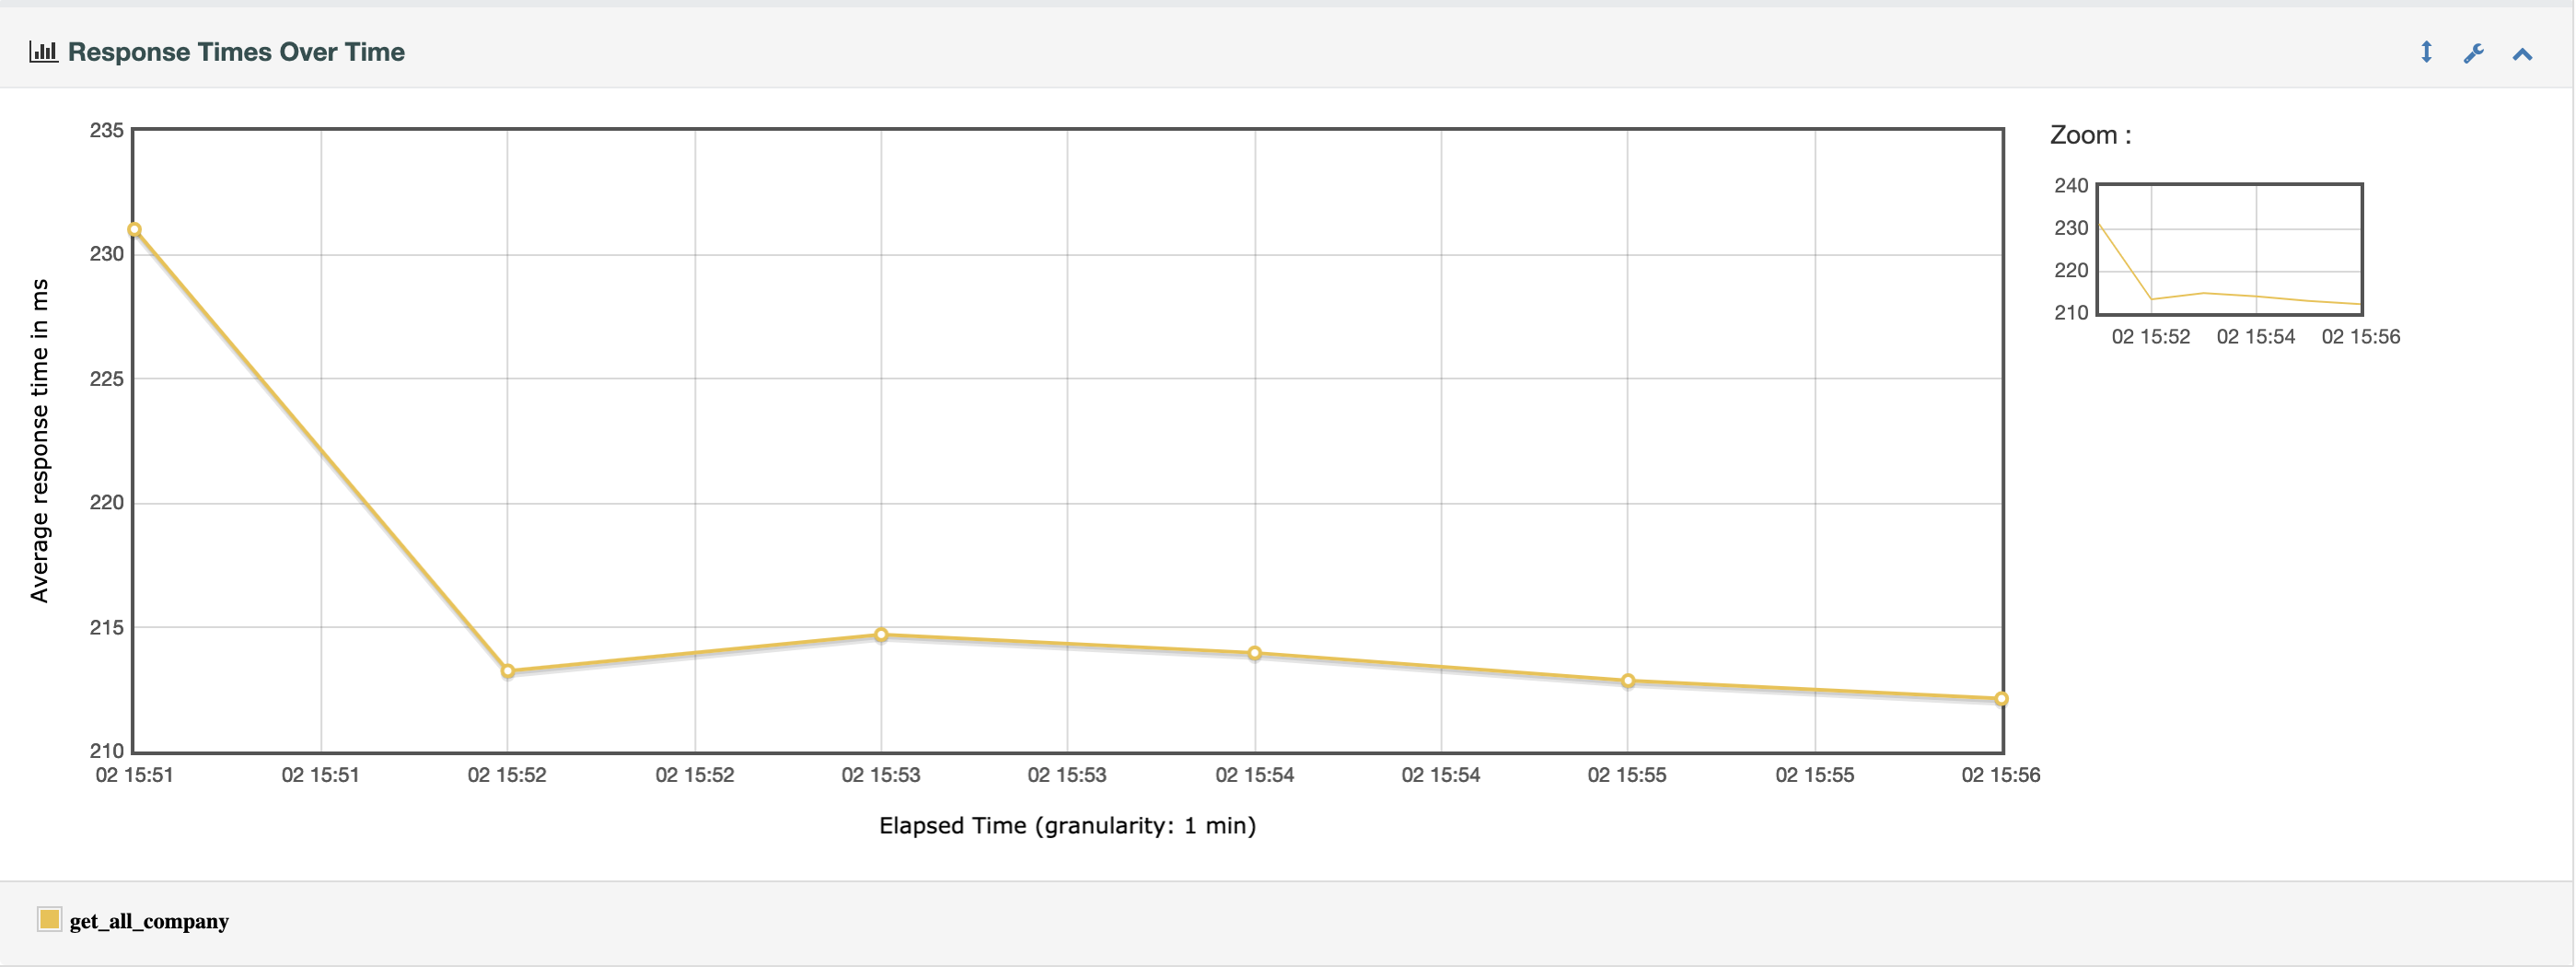 Response Times Over Time
235
230
225
220
215
210
Average response time in ms
02 15:51 02 15:51 02 15:52 02 15:52 02 15:53 02 15:53 02 15:54 02 15:54 02 15:55 02 15:55 02 15:56
Elapsed Time (granularity: 1 min)
Zoom :
240
230
220
210
02 15:52 02 15:54 02 15:56
get_all_company